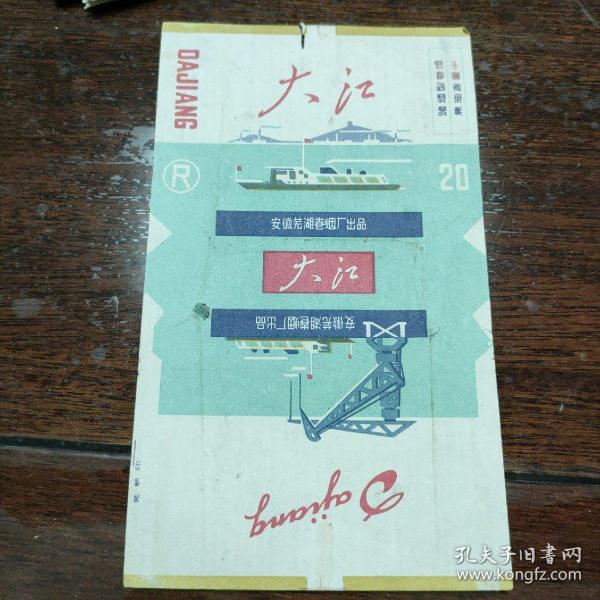 DAJIANG
大江
R
20
安徽芜湖卷烟厂出品
大江
安徽芜湖卷烟厂出品
Dajiang
孔夫子旧书网
www.kongfz.com